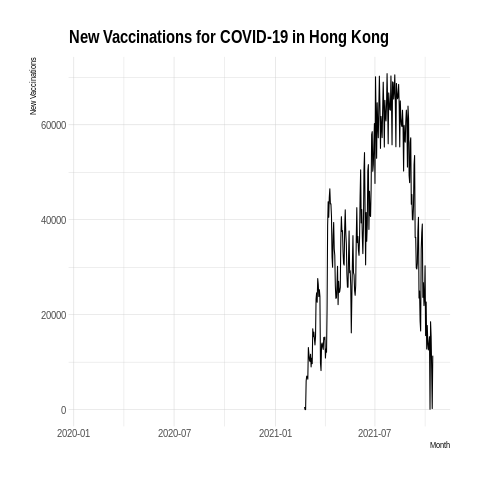 New Vaccinations for COVID-19 in Hong Kong
New Vaccinations
60000
40000
20000
0
2020-01
2020-07
2021-01
2021-07
Month